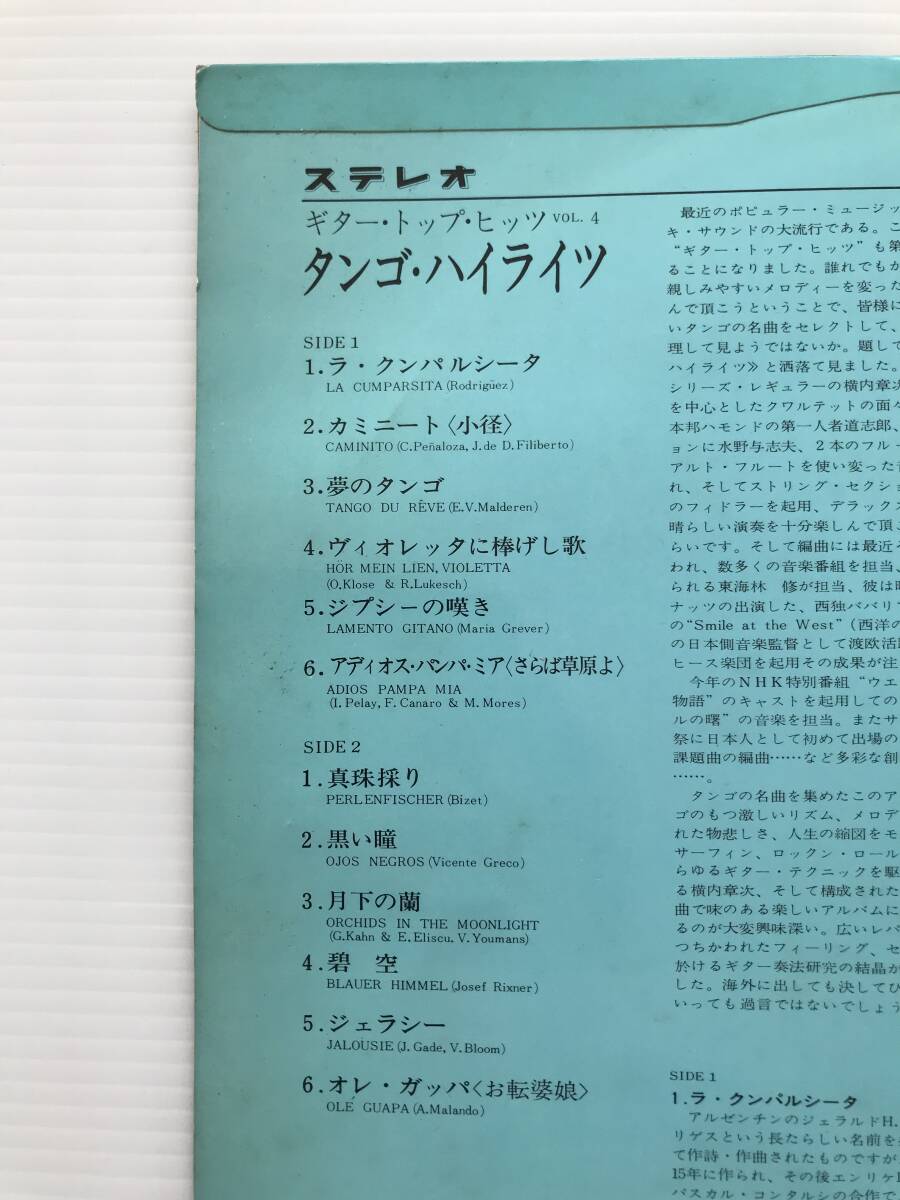 ステレオ
ギター・トップ・ヒッツ VOL. 4
タンゴ・ハイライツ
SIDE 1
1. ラ・クンパルシータ
LA CUMPARSITA (Rodrigüez)
2. カミニート〈小径〉
CAMINITO (C. Peñaloza, J. de D. Filiberto)
3. 夢のタンゴ
TANGO DU RÊVE (E.V. Malderen)
4. ヴィオレッタに棒げし歌
HÖR MEIN LIEN, VIOLETTA
(O. Klose & R. Lukesch)
5. ジプシーの嘆き
LAMENTO GITANO (Maria Grever)
6. アディオス・パンパ・ミア〈さらば草原よ〉
ADIOS PAMPA MIA
(I. Pelay, F. Canaro & M. Mores)
SIDE 2
1. 真珠採り
PERLENFISCHER (Bizet)
2. 黒い瞳
OJOS NEGROS (Vicente Greco)
3. 月下の蘭
ORCHIDS IN THE MOONLIGHT
(G. Kahn & E. Eliscu, V. Youmans)
4. 碧 空
BLAUER HIMMEL (Josef Rixner)
5. ジェラシー
JALOUSIE (J. Gade, V. Bloom)
6. オレ・ガッパ〈お転婆娘〉
OLÉ GUAPA (A. Malando)
最近のポピュラー・ミュージッ
キ・サウンドの大流行である。こ
“ギター・トップ・ヒッツ”も第
ることになりました。誰れでもか
親しみやすいメロディーを変った
んで頂こうということで、皆様に
いタンゴの名曲をセレクトして、
理して見ようではないか。題して
ハイライツ》と洒落て見ました。
シリーズ・レギュラーの横内章次
を中心としたクワルテットの面々
本邦ハモンドの第一人者道志郎、
ョンに水野与志夫、2本のフルー
アルト・フルートを使い変った音
れ、そしてストリング・セクショ
のフィドラーを起用、デラックス
晴らしい演奏を十分楽しんで頂こ
らいです。そして編曲には最近そ
われ、数多くの音楽番組を担当、
られる東海林 修が担当、彼は昨
ナッツの出演した、西独ババリア
の“Smile at the West”（西洋の
の日本側音楽監督として渡欧活躍
ヒース楽団を起用その成果が注
今年のNHK特別番組“ウエ
物語”のキャストを起用しての
ルの曙”の音楽を担当。またサ
祭に日本人として初めて出場の
課題曲の編曲……など多彩な創
……。
タンゴの名曲を集めたこのア
ゴのもつ激しいリズム、メロデ
れた物悲しさ、人生の縮図をモ
サーフィン、ロックン・ロール
らゆるギター・テクニックを駆
る横内章次、そして構成された
曲で味のある楽しいアルバムに
るのが大変興味深い。広いレパ
つちかわれたフィーリング、セ
於けるギター奏法研究の結晶が
した。海外に出しても決してひ
いっても過言ではないでしょう
SIDE 1
1. ラ・クンパルシータ
アルゼンチンのジェラルドH.
リゲスという長たらしい名前を
て作詩・作曲されたものですが
15年に作られ、その後エンリケ
パスカル・コンタルシの合作で